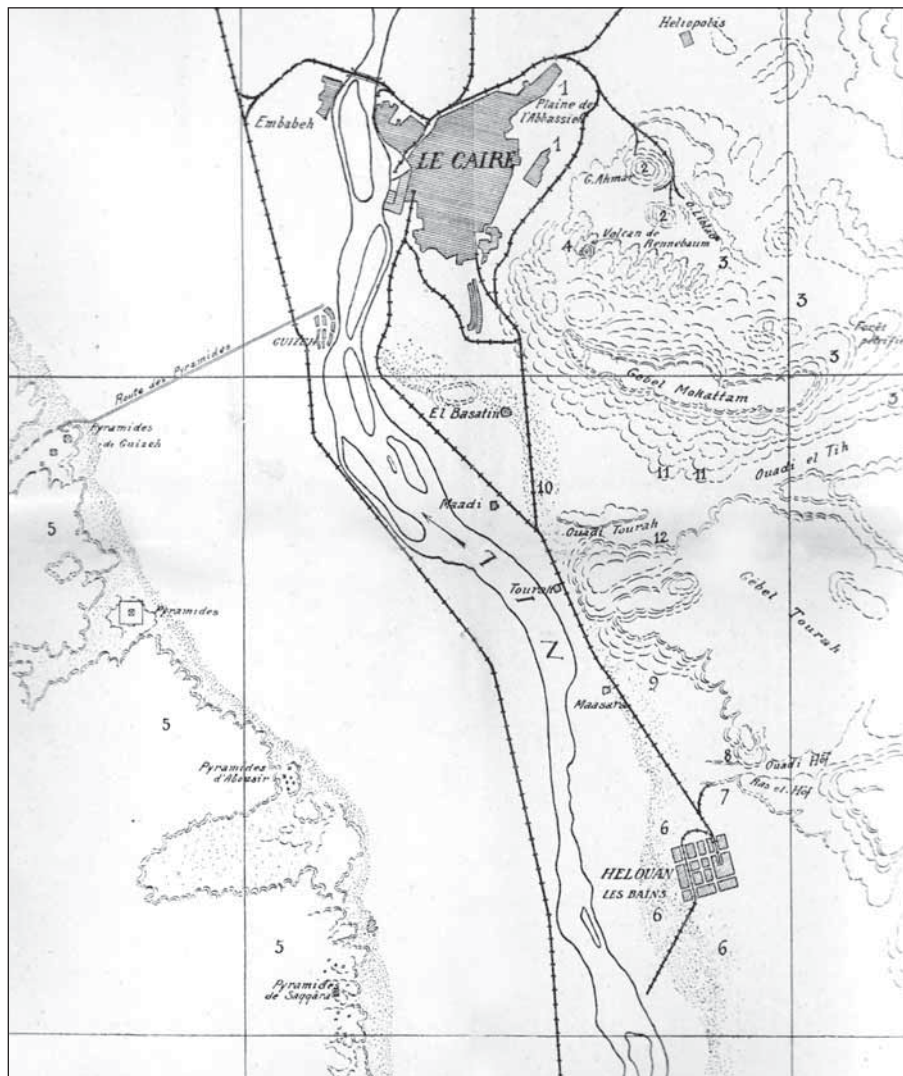 Heliopolis
1
Plaine de
l'Abbassieh
Embabeh
LE CAIRE
1
G. Ahmar
2
2
Volcan de
Rennebaum
4
3
3
Forêt
GUIZEH
Route des Pyramides
3
Gebel Mokattam
3
El Basatin
Pyramides
de Guizeh
Ouadi el Tih
11
11
10
Maadi
5
Ouadi Tourah
12
Tourah
Gebel
Tourah
Pyramides
N
I
L
9
Maasara
5
Pyramides
d'Abousir
8
Ouadi Hof
Ras el Hof
7
6
HELOUAN
LES BAINS
6
6
5
Pyramides
de Saqqara